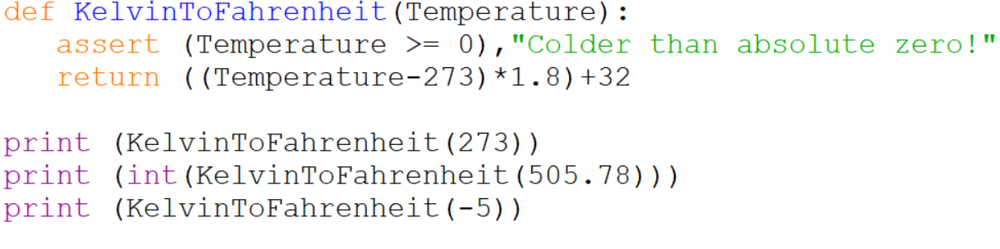 def KelvinToFahrenheit(Temperature):
   assert (Temperature >= 0),"Colder than absolute zero!"
   return ((Temperature-273)*1.8)+32
print (KelvinToFahrenheit(273))
print (int(KelvinToFahrenheit(505.78)))
print (KelvinToFahrenheit(-5))